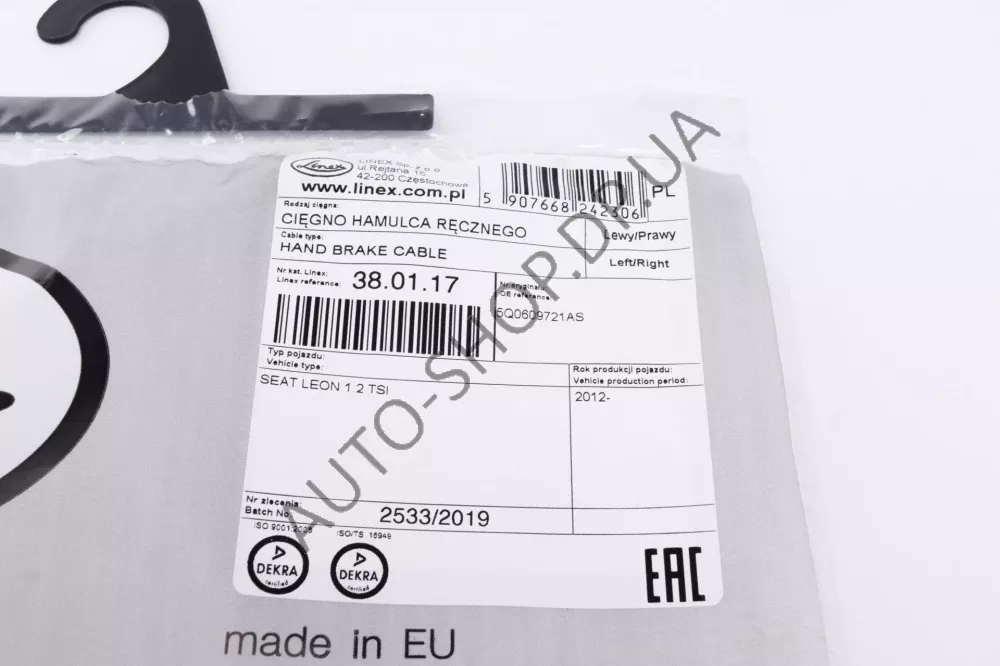 Linex
LINEX sp. z o.o
ul. Rejtana 16
42-200 Częstochowa
www.linex.com.pl
5 907668 242306
PL
Rodzaj cięgna:
CIĘGNO HAMULCA RĘCZNEGO
Lewy/Prawy
Cable type:
HAND BRAKE CABLE
Left/Right
Nr kat. Linex:
Linex reference:
38.01.17
Nr oryginału:
OE reference:
5Q0609721AS
Typ pojazdu:
Vehicle type:
SEAT LEON 1.2 TSI
Rok produkcji pojazdu:
Vehicle production period:
2012-
Nr zlecenia:
Batch No:
2533/2019
ISO 9001:2008
ISO/TS 16949
DEKRA
certified
DEKRA
certified
EAC
made in EU
AUTO-SHOP.DP.UA